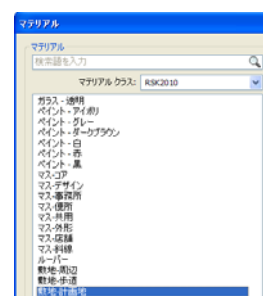 マテリアル
マテリアル
検索語を入力
マテリアル クラス: RSK2010
ガラス - 透明
ペイント - アイボリ
ペイント - グレー
ペイント - ダークブラウン
ペイント - 白
ペイント - 赤
ペイント - 黒
マス-コア
マス-デザイン
マス-事務所
マス-便所
マス-共用
マス-外形
マス-店舗
マス-斜線
ルーバー
敷地-周辺
敷地-歩道
敷地-計画地